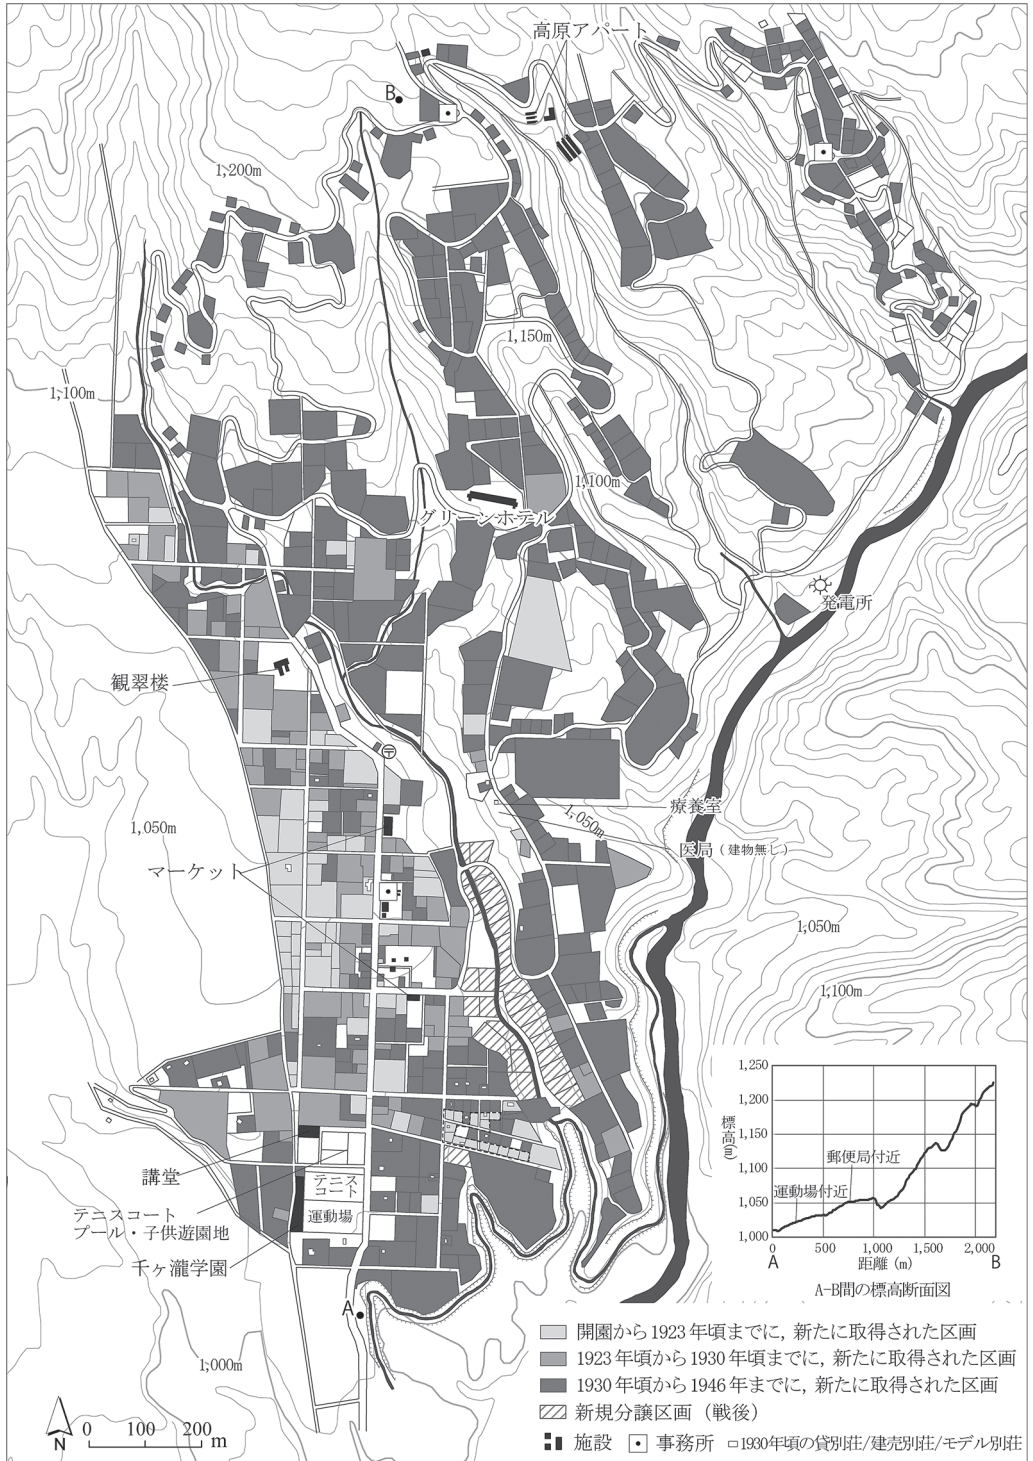 高原アパート
B
1,200m
1,150m
1,100m
1,100m
グリーンホテル
発電所
観翠楼
〒
療養室
1,050m
医局（建物無し）
1,050m
マーケット
1,050m
1,100m
講堂
テニス
コート
テニスコート
プール・子供遊園地
運動場
千ヶ瀧学園
A
1,000m
1,250
1,200
1,150
1,100
1,050
1,000
標高(m)
郵便局付近
運動場付近
0 500 1,000 1,500 2,000
A 距離（m） B
A-B間の標高断面図
開園から1923年頃までに，新たに取得された区画
1923年頃から1930年頃までに，新たに取得された区画
1930年頃から1946年までに，新たに取得された区画
新規分譲区画（戦後）
施設 事務所 1930年頃の貸別荘/建売別荘/モデル別荘
N
0 100 200 m